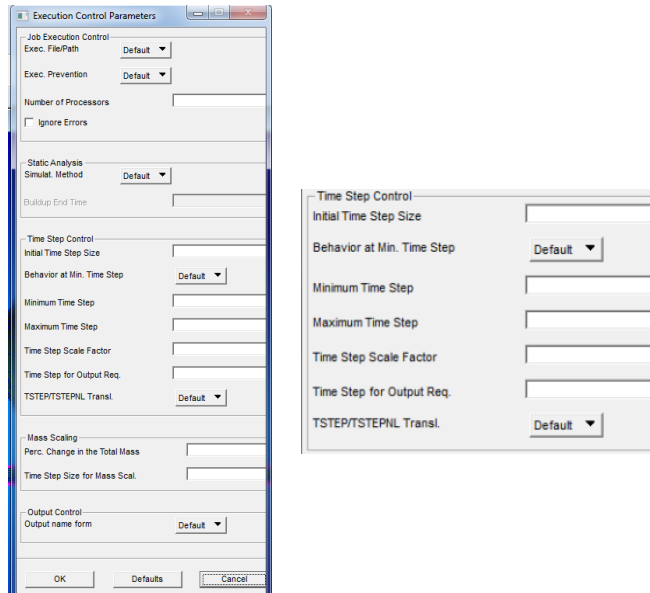 Execution Control Parameters
Job Execution Control
Exec. File/Path Default
Exec. Prevention Default
Number of Processors
Ignore Errors
Static Analysis
Simulat. Method Default
Buildup End Time
Time Step Control
Initial Time Step Size
Behavior at Min. Time Step Default
Minimum Time Step
Maximum Time Step
Time Step Scale Factor
Time Step for Output Req.
TSTEP/TSTEPNL Transl. Default
Mass Scaling
Perc. Change in the Total Mass
Time Step Size for Mass Scal.
Output Control
Output name form Default
OK Defaults Cancel
Time Step Control
Initial Time Step Size
Behavior at Min. Time Step Default
Minimum Time Step
Maximum Time Step
Time Step Scale Factor
Time Step for Output Req.
TSTEP/TSTEPNL Transl. Default